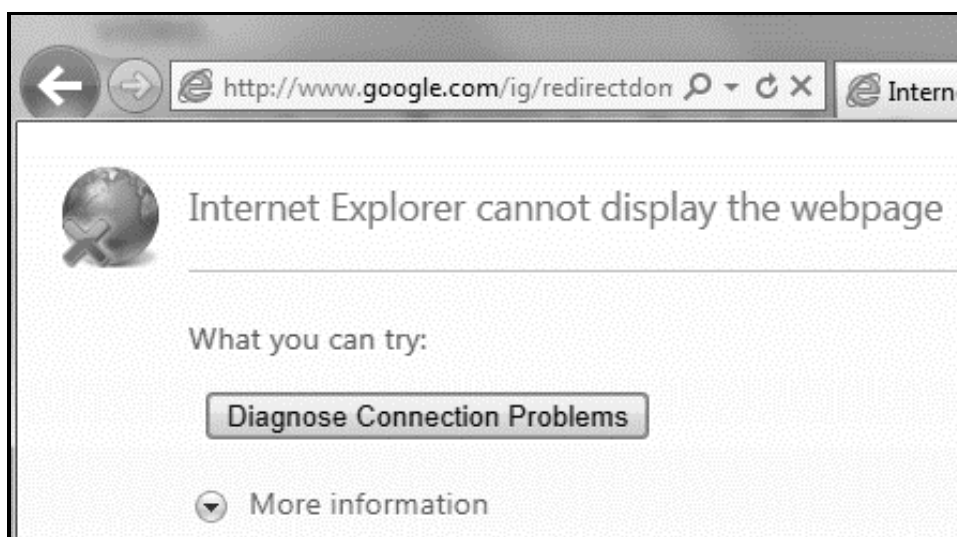 http://www.google.com/ig/redirectdon
Intern
Internet Explorer cannot display the webpage
What you can try:
Diagnose Connection Problems
More information